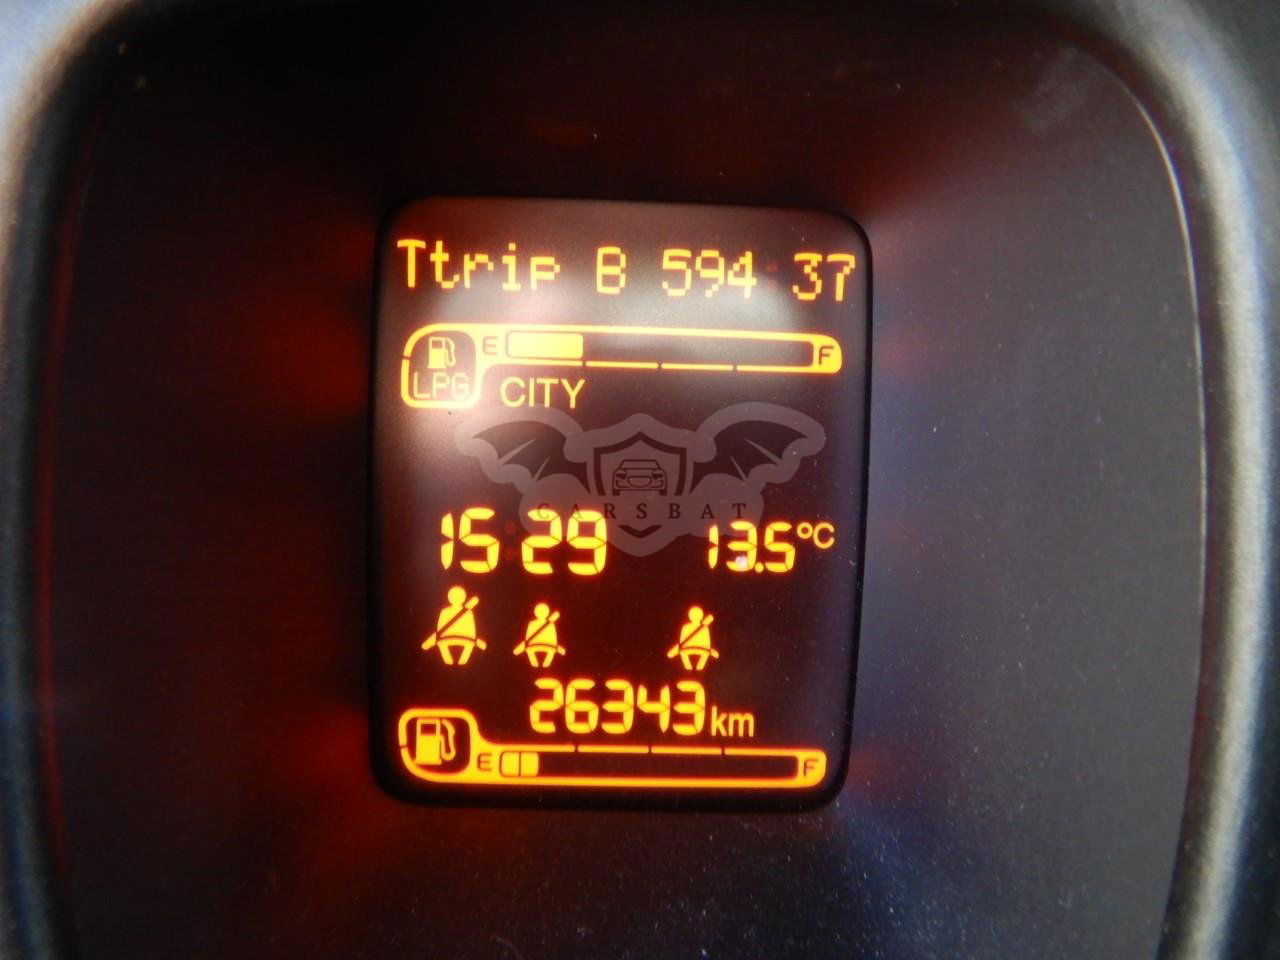 Ttrip B 594:37
E F
LPG CITY
CARSBAT
15:29 13.5°C
26343km
E F